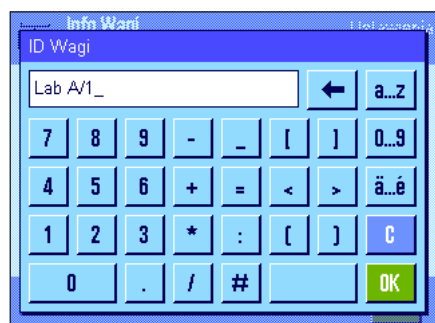 Info Wagi Ustawienia
ID Wagi
Lab A/1_
a...z
7 8 9 - _ [ ] 0...9
4 5 6 + = < > ä...é
1 2 3 * : ( ) C
0 . / # OK